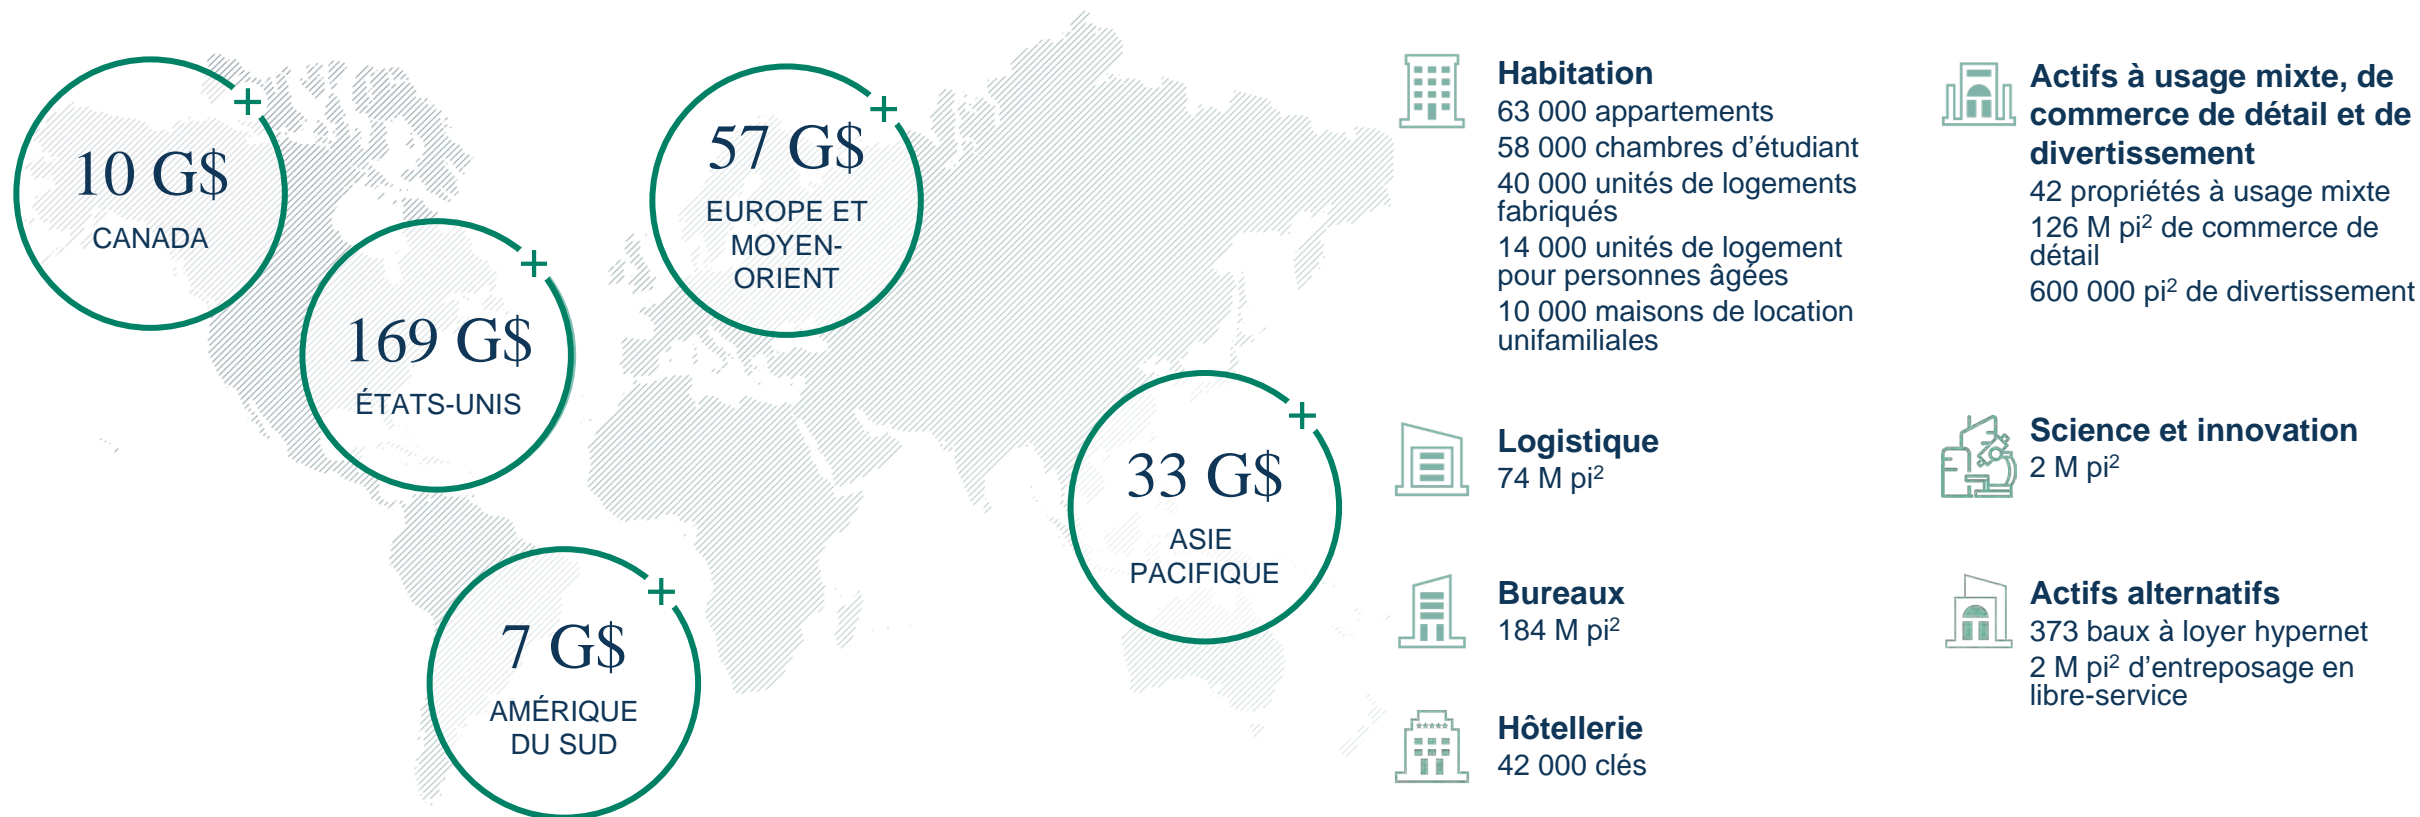 10 G$
CANADA
169 G$
ÉTATS-UNIS
57 G$
EUROPE ET
MOYEN-
ORIENT
33 G$
ASIE
PACIFIQUE
7 G$
AMÉRIQUE
DU SUD
Habitation
63 000 appartements
58 000 chambres d’étudiant
40 000 unités de logements
fabriqués
14 000 unités de logement
pour personnes âgées
10 000 maisons de location
unifamiliales
Logistique
74 M pi²
Bureaux
184 M pi²
Hôtellerie
42 000 clés
Actifs à usage mixte, de
commerce de détail et de
divertissement
42 propriétés à usage mixte
126 M pi² de commerce de
détail
600 000 pi² de divertissement
Science et innovation
2 M pi²
Actifs alternatifs
373 baux à loyer hypernet
2 M pi² d’entreposage en
libre-service